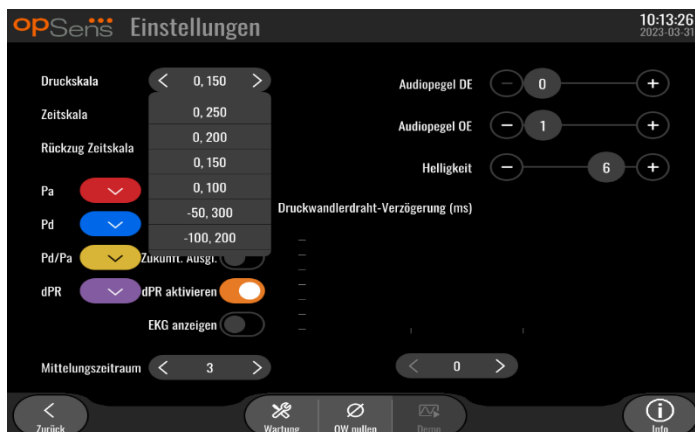 opSens Einstellungen
10:13:26
2023-03-31
Druckskala 0, 150
Zeitskala
Rückzug Zeitskala
0, 250
0, 200
0, 150
0, 100
-50, 300
-100, 200
Pa
Pd
Pd/Pa Zukunft. Ausgl.
dPR dPR aktivieren
EKG anzeigen
Mittelungszeitraum 3
Audiopegel DE 0
Audiopegel OE 1
Helligkeit 6
Druckwandlerdraht-Verzögerung (ms)
0
Zurück
Wartung
OW nullen
Demo
Info